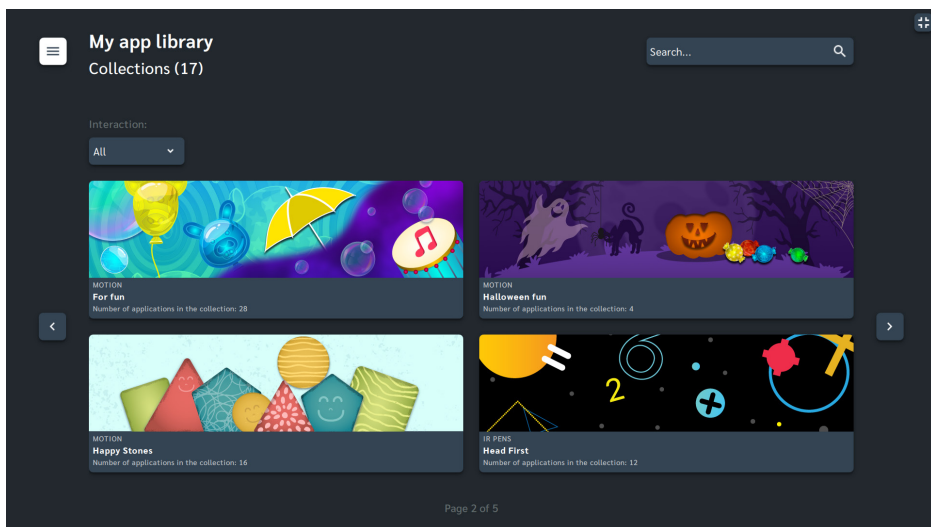 My app library
Collections (17)
Search...
Interaction:
All
MOTION
For fun
Number of applications in the collection: 28
MOTION
Halloween fun
Number of applications in the collection: 4
MOTION
Happy Stones
Number of applications in the collection: 16
2
6
IR PENS
Head First
Number of applications in the collection: 12
Page 2 of 5